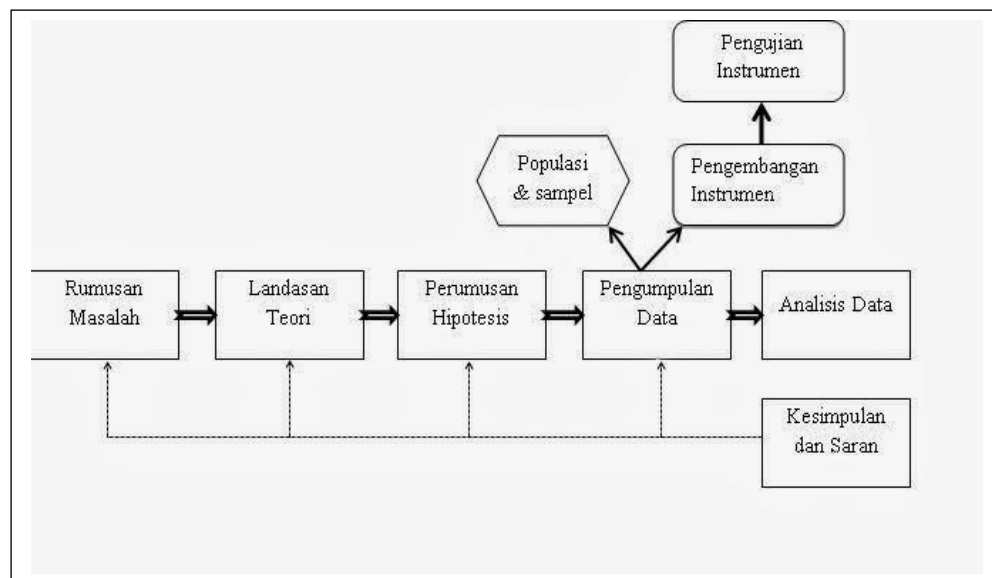 Pengujian
Instrumen
Populasi
& sampel
Pengembangan
Instrumen
Rumusan
Masalah
Landasan
Teori
Perumusan
Hipotesis
Pengumpulan
Data
Analisis Data
Kesimpulan
dan Saran